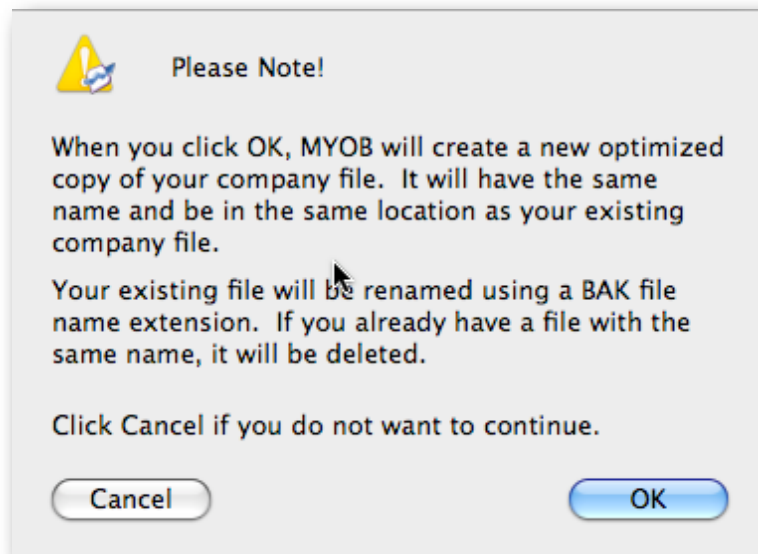 Please Note!
When you click OK, MYOB will create a new optimized
copy of your company file.  It will have the same
name and be in the same location as your existing
company file.
Your existing file will be renamed using a BAK file
name extension.  If you already have a file with the
same name, it will be deleted.
Click Cancel if you do not want to continue.
Cancel
OK